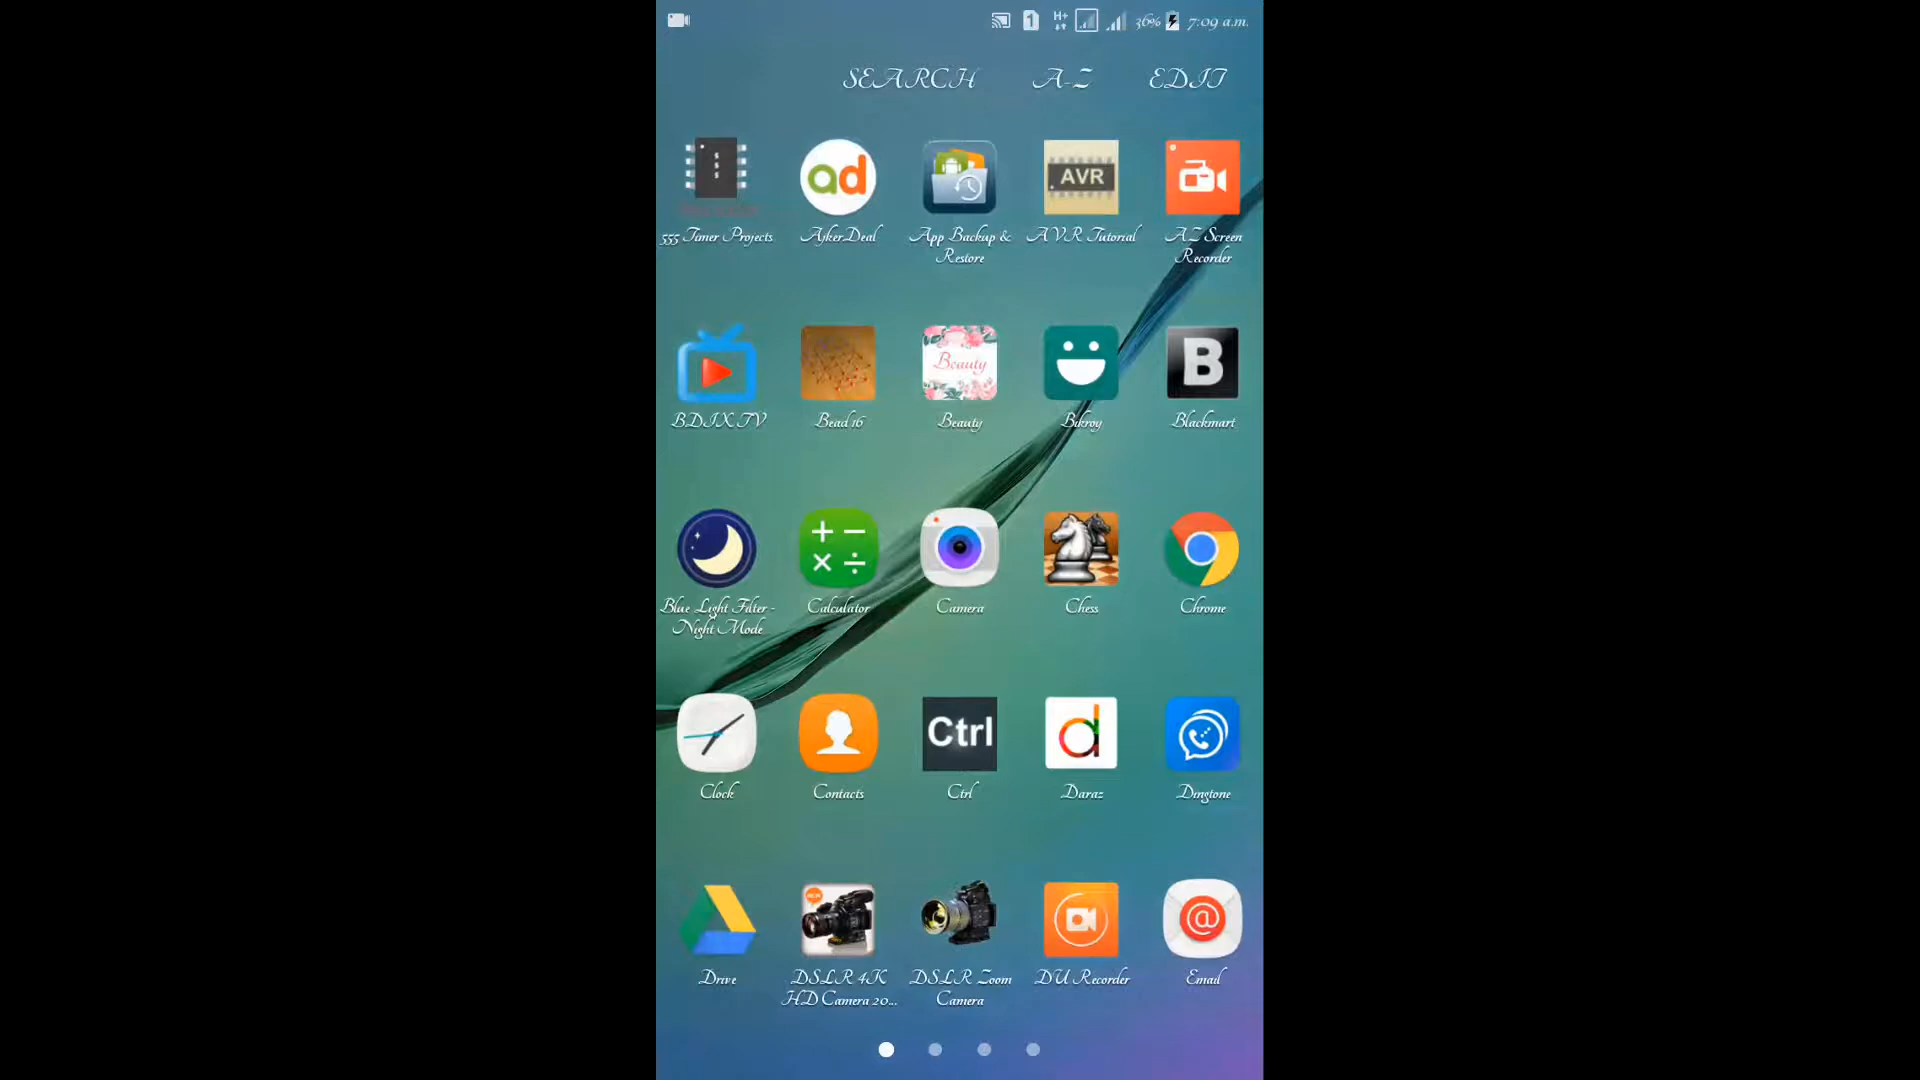 1 H+ 36% 7:09 a.m.
SEARCH A-Z EDIT
ad AVR
555 Timer Projects AjkerDeal App Backup & AVR Tutorial AZ Screen
Restore Recorder
Beauty B
BDIX TV Bead 16 Beauty Bikroy Blackmart
Blue Light Filter - Calculator Camera Chess Chrome
Night Mode
Ctrl d
Clock Contacts Ctrl Daraz Dingtone
Drive DSLR 4K DSLR Zoom DU Recorder Email
HD Camera 20... Camera